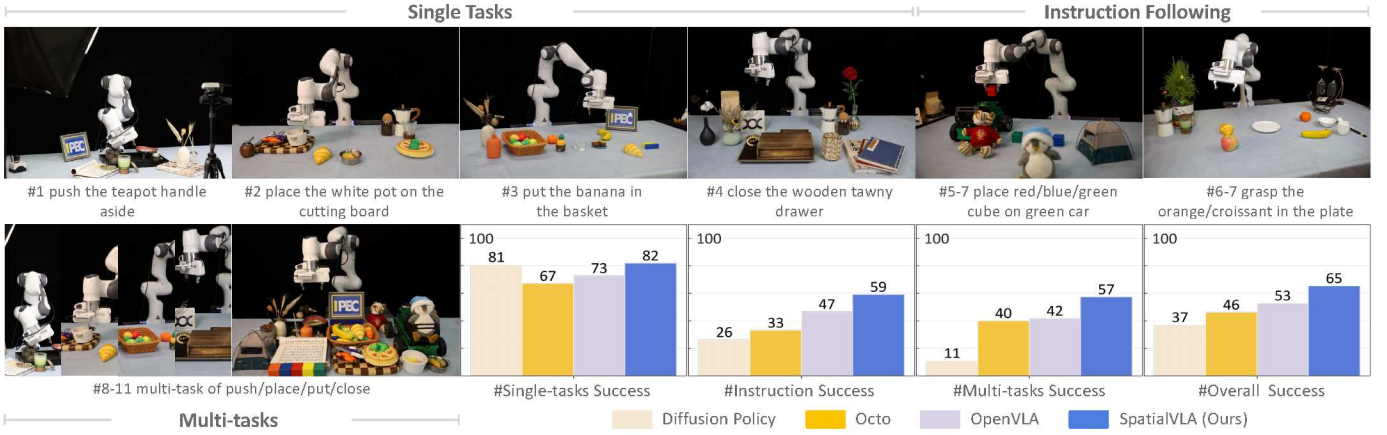 Single Tasks
Instruction Following
IPEC
IPEC
#1 push the teapot handle
aside
#2 place the white pot on the
cutting board
#3 put the banana in
the basket
#4 close the wooden tawny
drawer
#5-7 place red/blue/green
cube on green car
#6-7 grasp the
orange/croissant in the plate
IPEC
#8-11 multi-task of push/place/put/close
Multi-tasks
100
81
67
73
82
#Single-tasks Success
100
26
33
47
59
#Instruction Success
100
11
40
42
57
#Multi-tasks Success
100
37
46
53
65
#Overall Success
Diffusion Policy
Octo
OpenVLA
SpatialVLA (Ours)